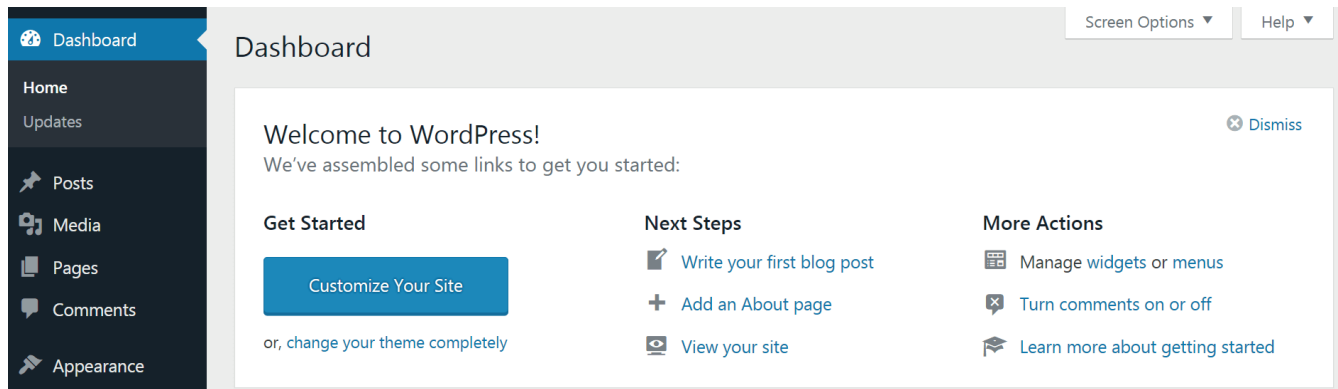 Dashboard
Home
Updates
Posts
Media
Pages
Comments
Appearance
Screen Options ▼
Help ▼
Dashboard
Welcome to WordPress!
Dismiss
We've assembled some links to get you started:
Get Started
Customize Your Site
or, change your theme completely
Next Steps
Write your first blog post
Add an About page
View your site
More Actions
Manage widgets or menus
Turn comments on or off
Learn more about getting started